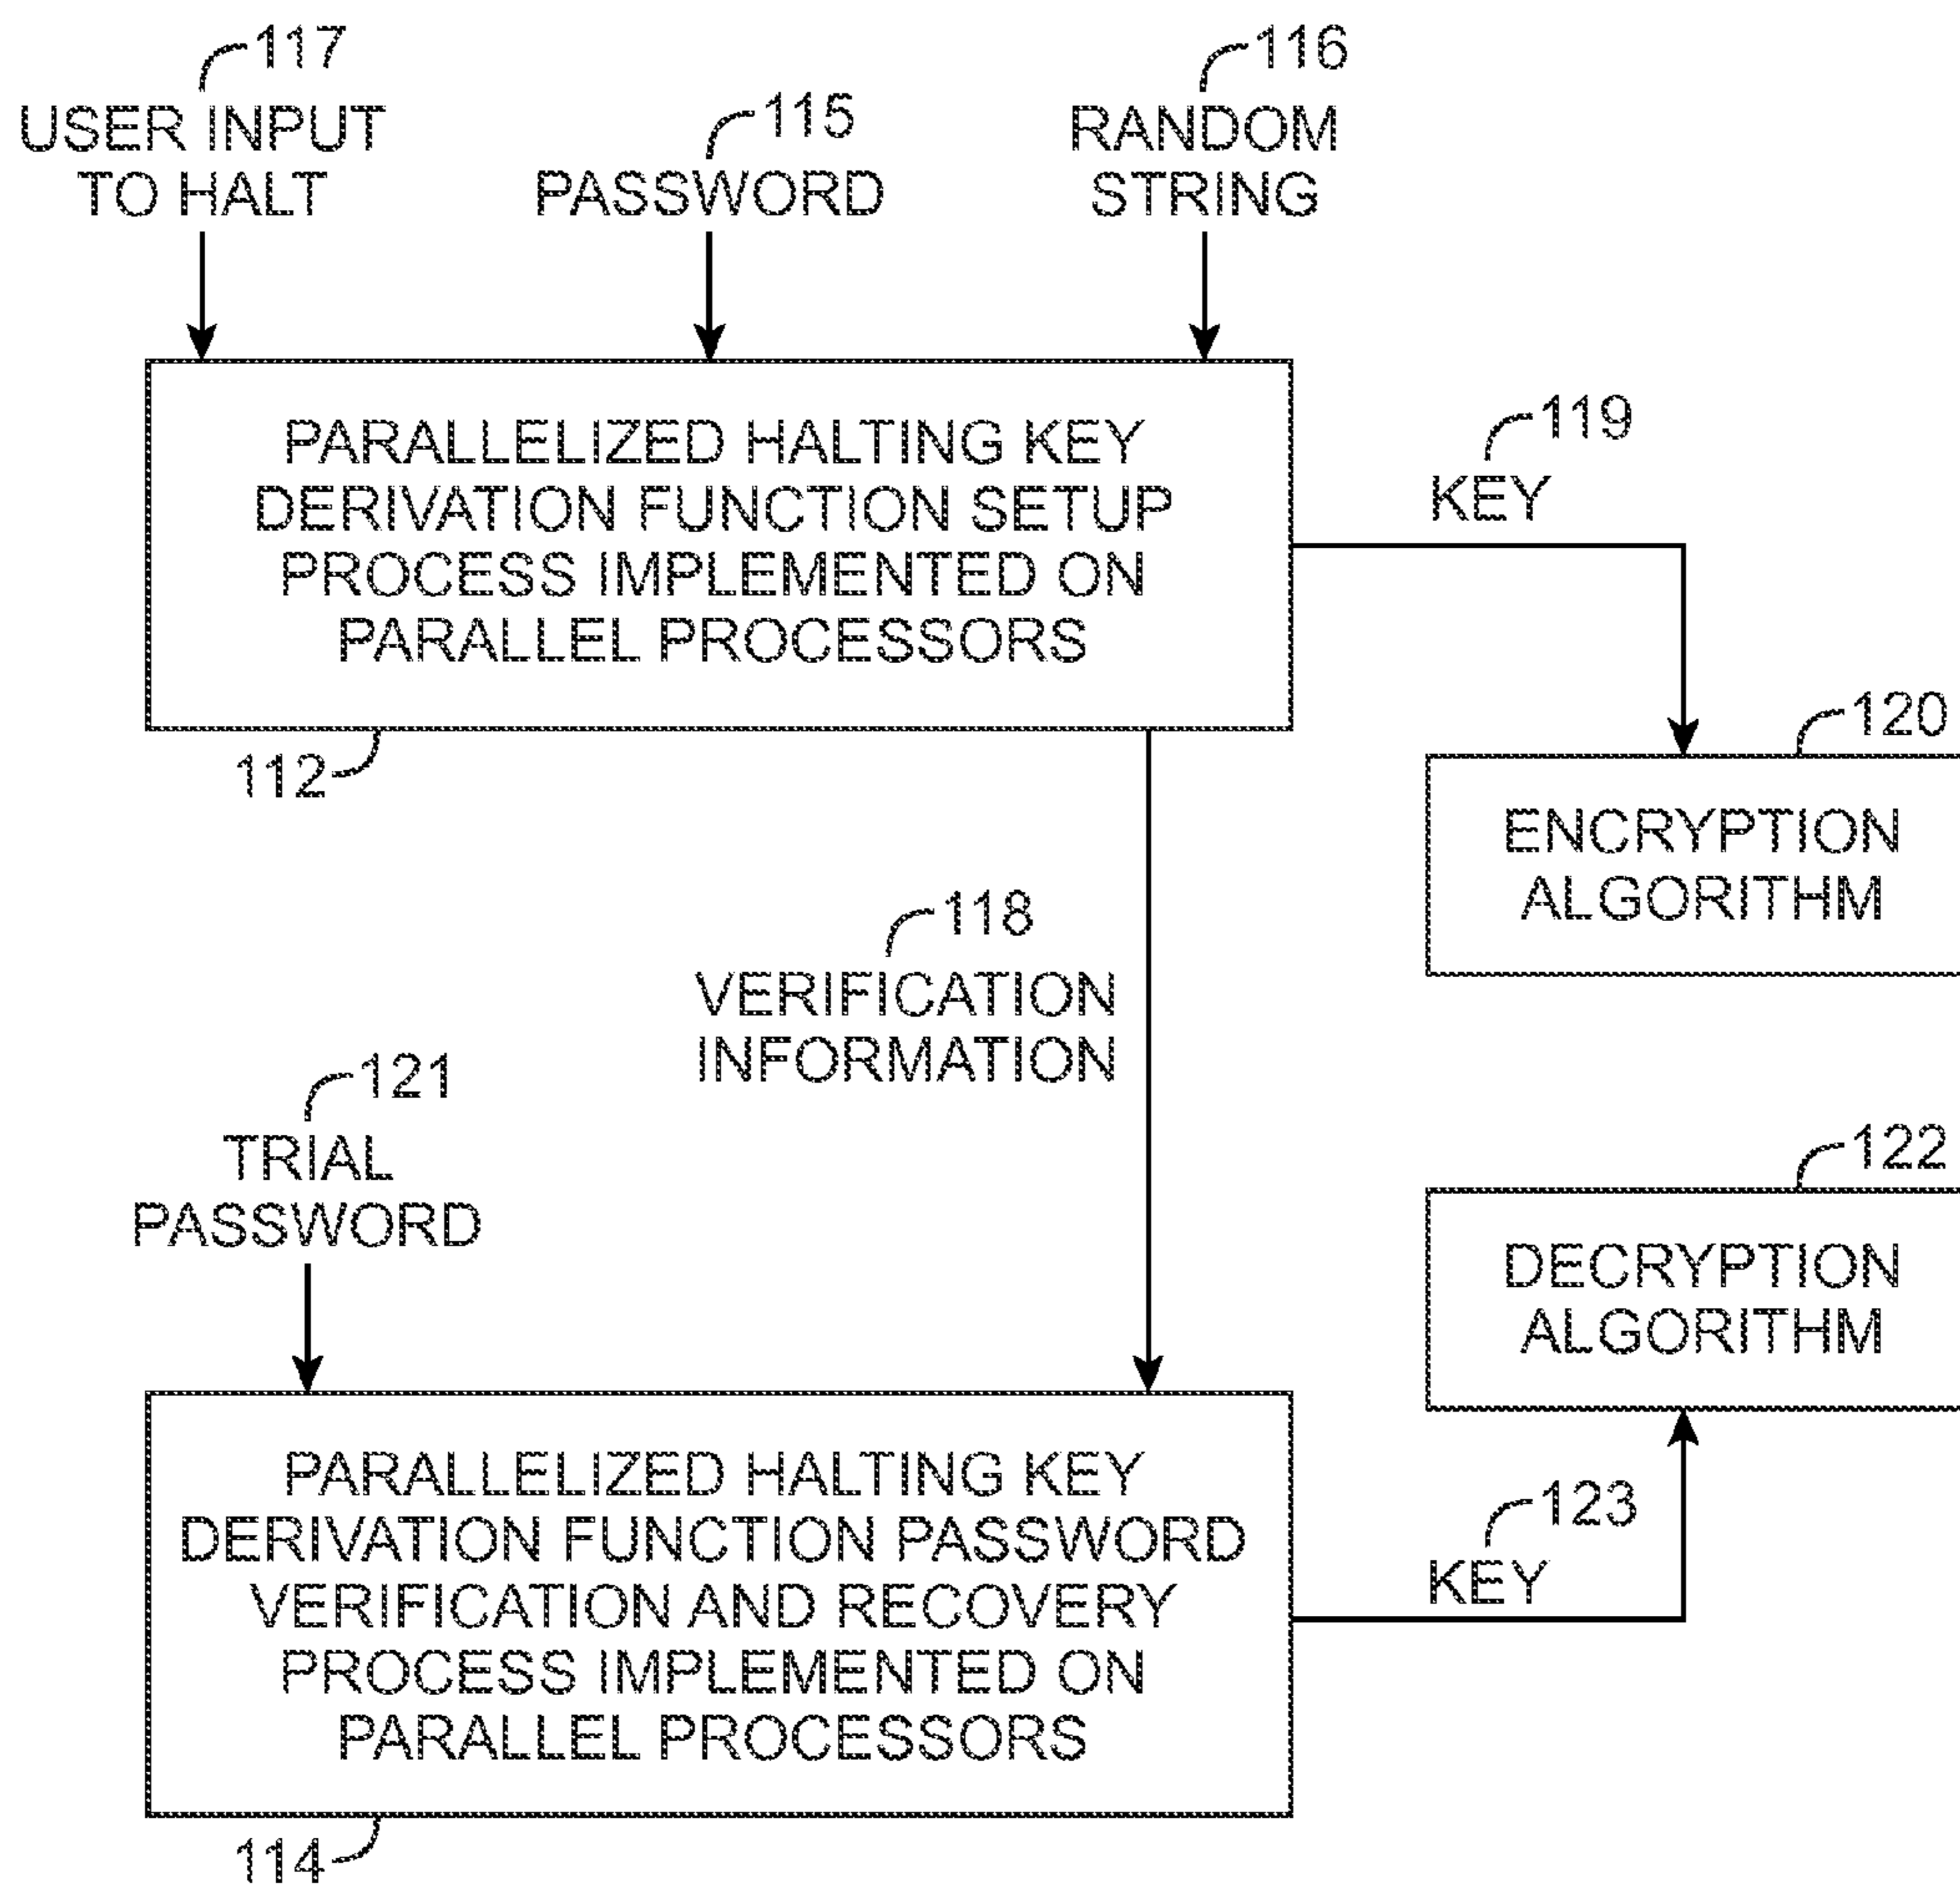 117
USER INPUT
TO HALT
115
PASSWORD
116
RANDOM
STRING
PARALLELIZED HALTING KEY
DERIVATION FUNCTION SETUP
PROCESS IMPLEMENTED ON
PARALLEL PROCESSORS
112
119
KEY
120
ENCRYPTION
ALGORITHM
118
VERIFICATION
INFORMATION
121
TRIAL
PASSWORD
122
DECRYPTION
ALGORITHM
PARALLELIZED HALTING KEY
DERIVATION FUNCTION PASSWORD
VERIFICATION AND RECOVERY
PROCESS IMPLEMENTED ON
PARALLEL PROCESSORS
114
123
KEY